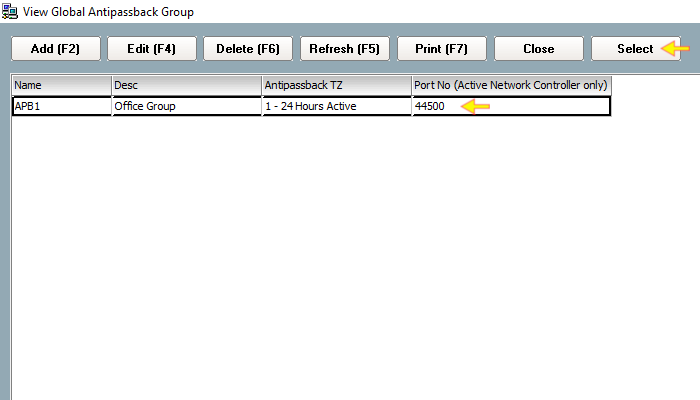 View Global Antipassback Group
Add (F2) Edit (F4) Delete (F6) Refresh (F5) Print (F7) Close Select
Name Desc Antipassback TZ Port No (Active Network Controller only)
APB1 Office Group 1 - 24 Hours Active 44500